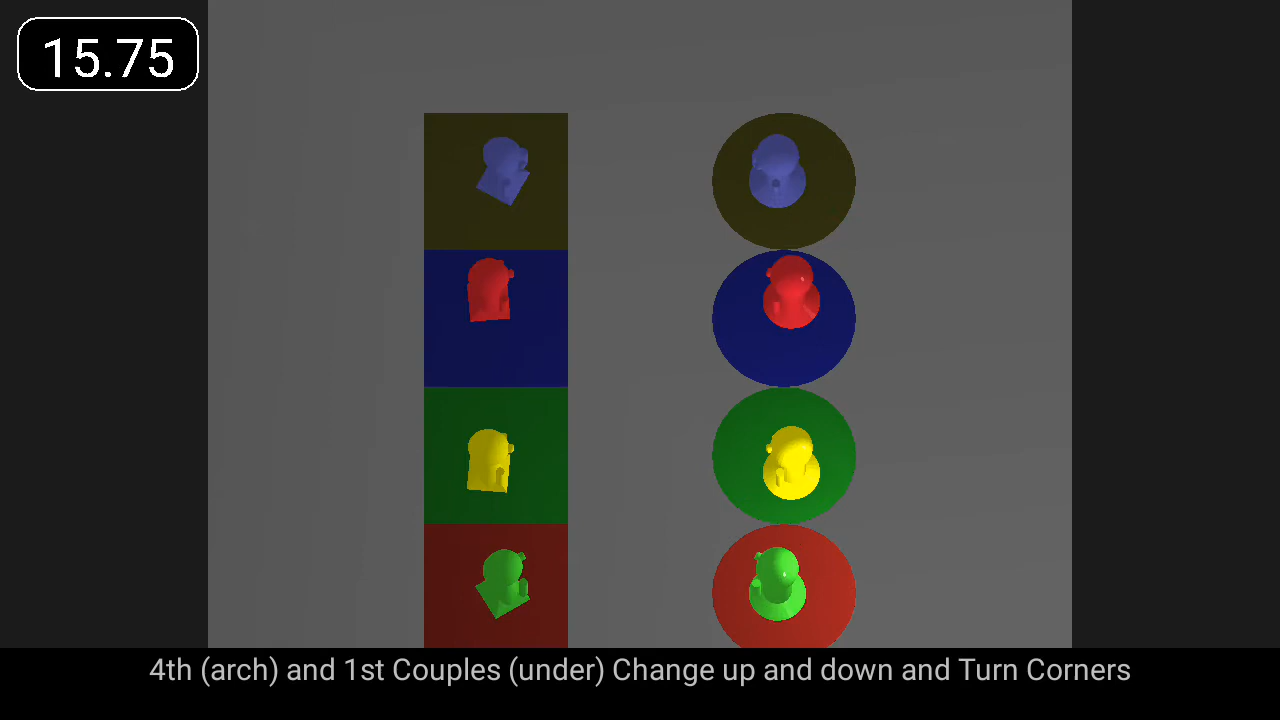 15.75
4th (arch) and 1st Couples (under) Change up and down and Turn Corners